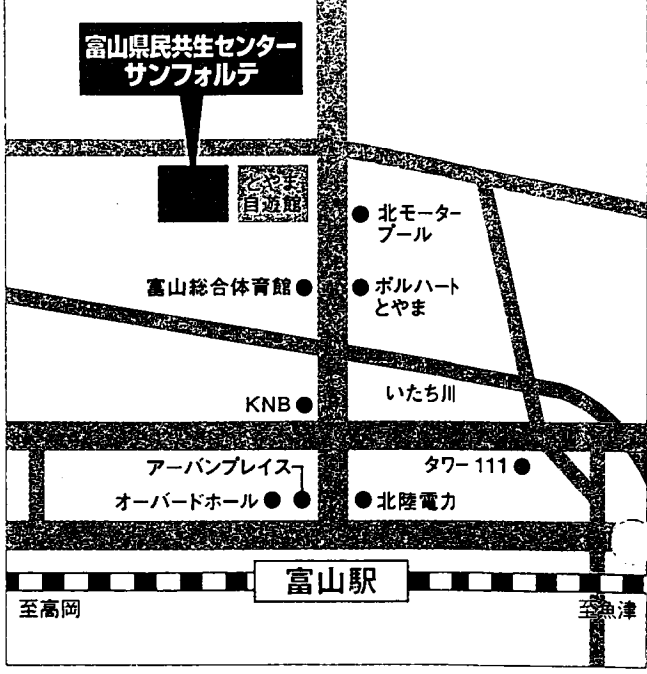 富山県民共生センター
サンフォルテ
とやま
自遊館
北モーター
プール
富山総合体育館
ボルハート
とやま
いたち川
KNB
アーバンプレイス
タワー111
オーバードホール
北陸電力
富山駅
至高岡
至魚津